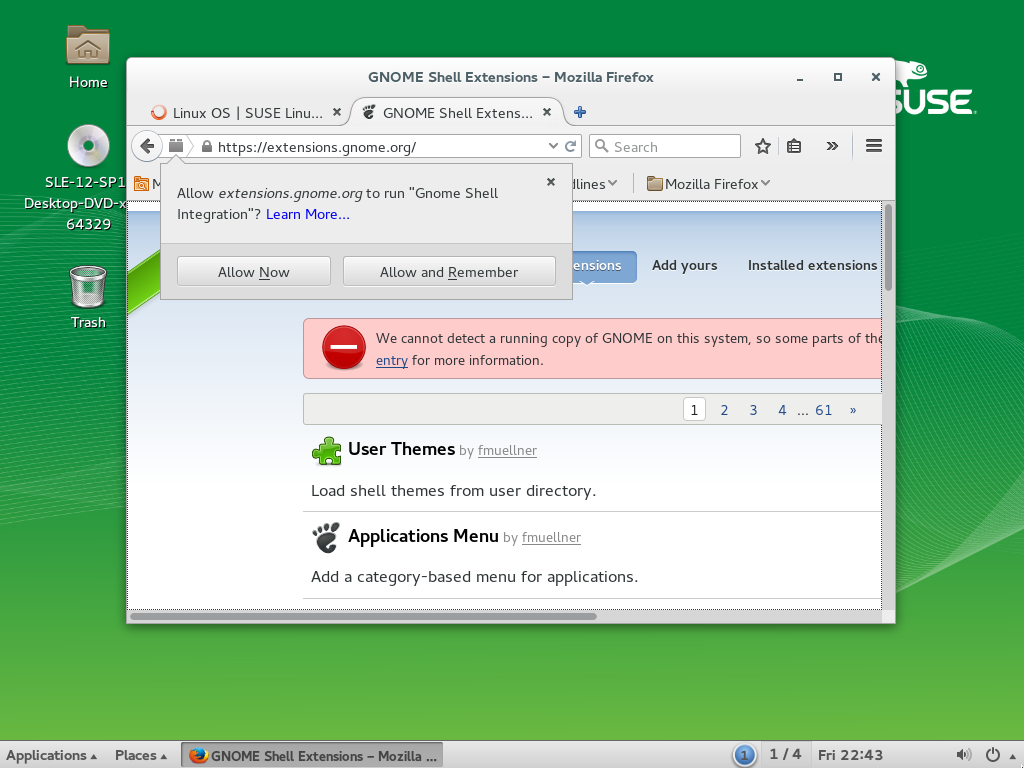 Home
SLE-12-SP1
Desktop-DVD-x
64329
Trash
SUSE
GNOME Shell Extensions – Mozilla Firefox
Linux OS | SUSE Linu...
GNOME Shell Extens...
https://extensions.gnome.org/
Search
M
dlines
Mozilla Firefox
Allow extensions.gnome.org to run "Gnome Shell
Integration"? Learn More...
Allow Now
Allow and Remember
ensions
Add yours
Installed extensions
We cannot detect a running copy of GNOME on this system, so some parts of the
entry for more information.
1 2 3 4 ... 61 »
User Themes by fmuellner
Load shell themes from user directory.
Applications Menu by fmuellner
Add a category-based menu for applications.
Applications
Places
GNOME Shell Extensions – Mozilla ...
1
1 / 4
Fri 22:43